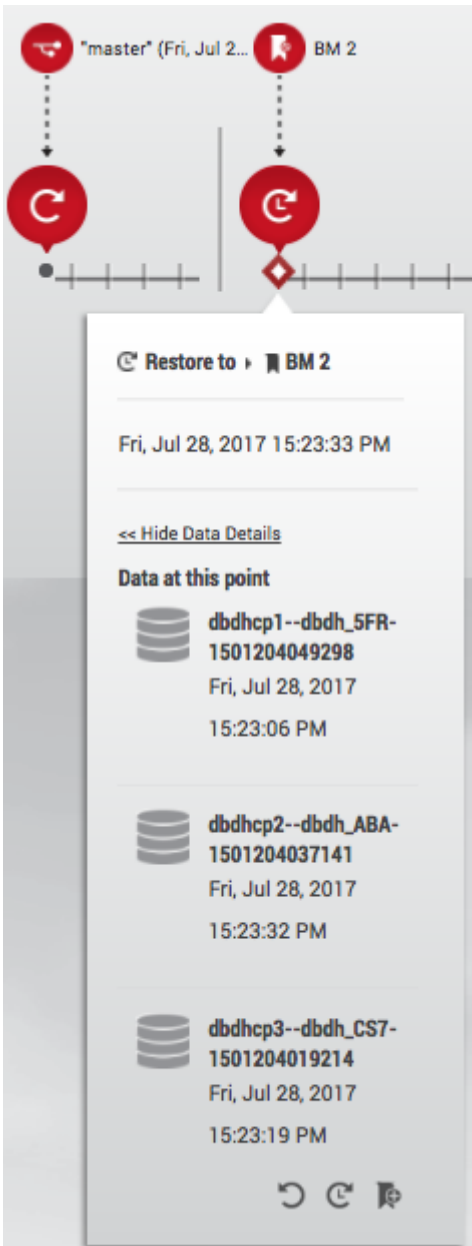 "master" (Fri, Jul 2...
BM 2
Restore to ▸ BM 2
Fri, Jul 28, 2017 15:23:33 PM
<< Hide Data Details
Data at this point
dbdhcp1--dbdh_5FR-
1501204049298
Fri, Jul 28, 2017
15:23:06 PM
dbdhcp2--dbdh_ABA-
1501204037141
Fri, Jul 28, 2017
15:23:32 PM
dbdhcp3--dbdh_CS7-
1501204019214
Fri, Jul 28, 2017
15:23:19 PM